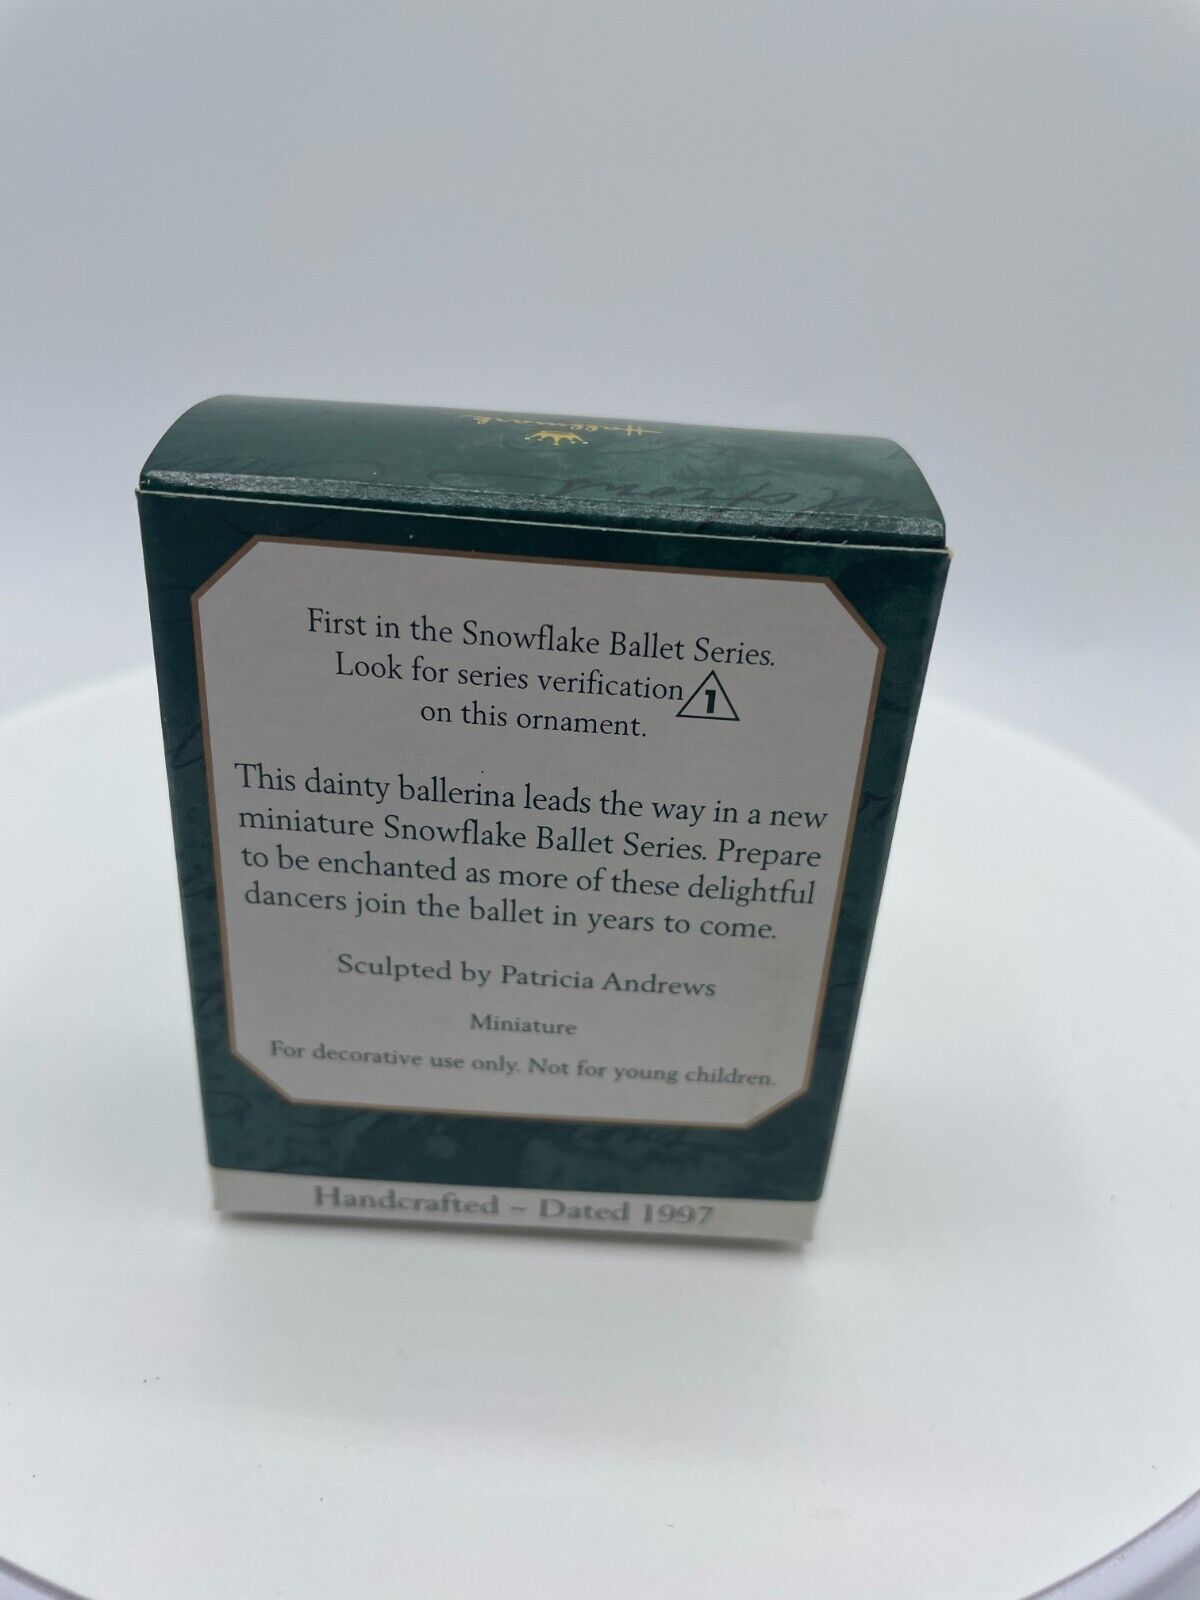 Hallmark
First in the Snowflake Ballet Series.
Look for series verification 1
on this ornament.
This dainty ballerina leads the way in a new
miniature Snowflake Ballet Series. Prepare
to be enchanted as more of these delightful
dancers join the ballet in years to come.
Sculpted by Patricia Andrews
Miniature
For decorative use only. Not for young children.
Handcrafted ~ Dated 1997